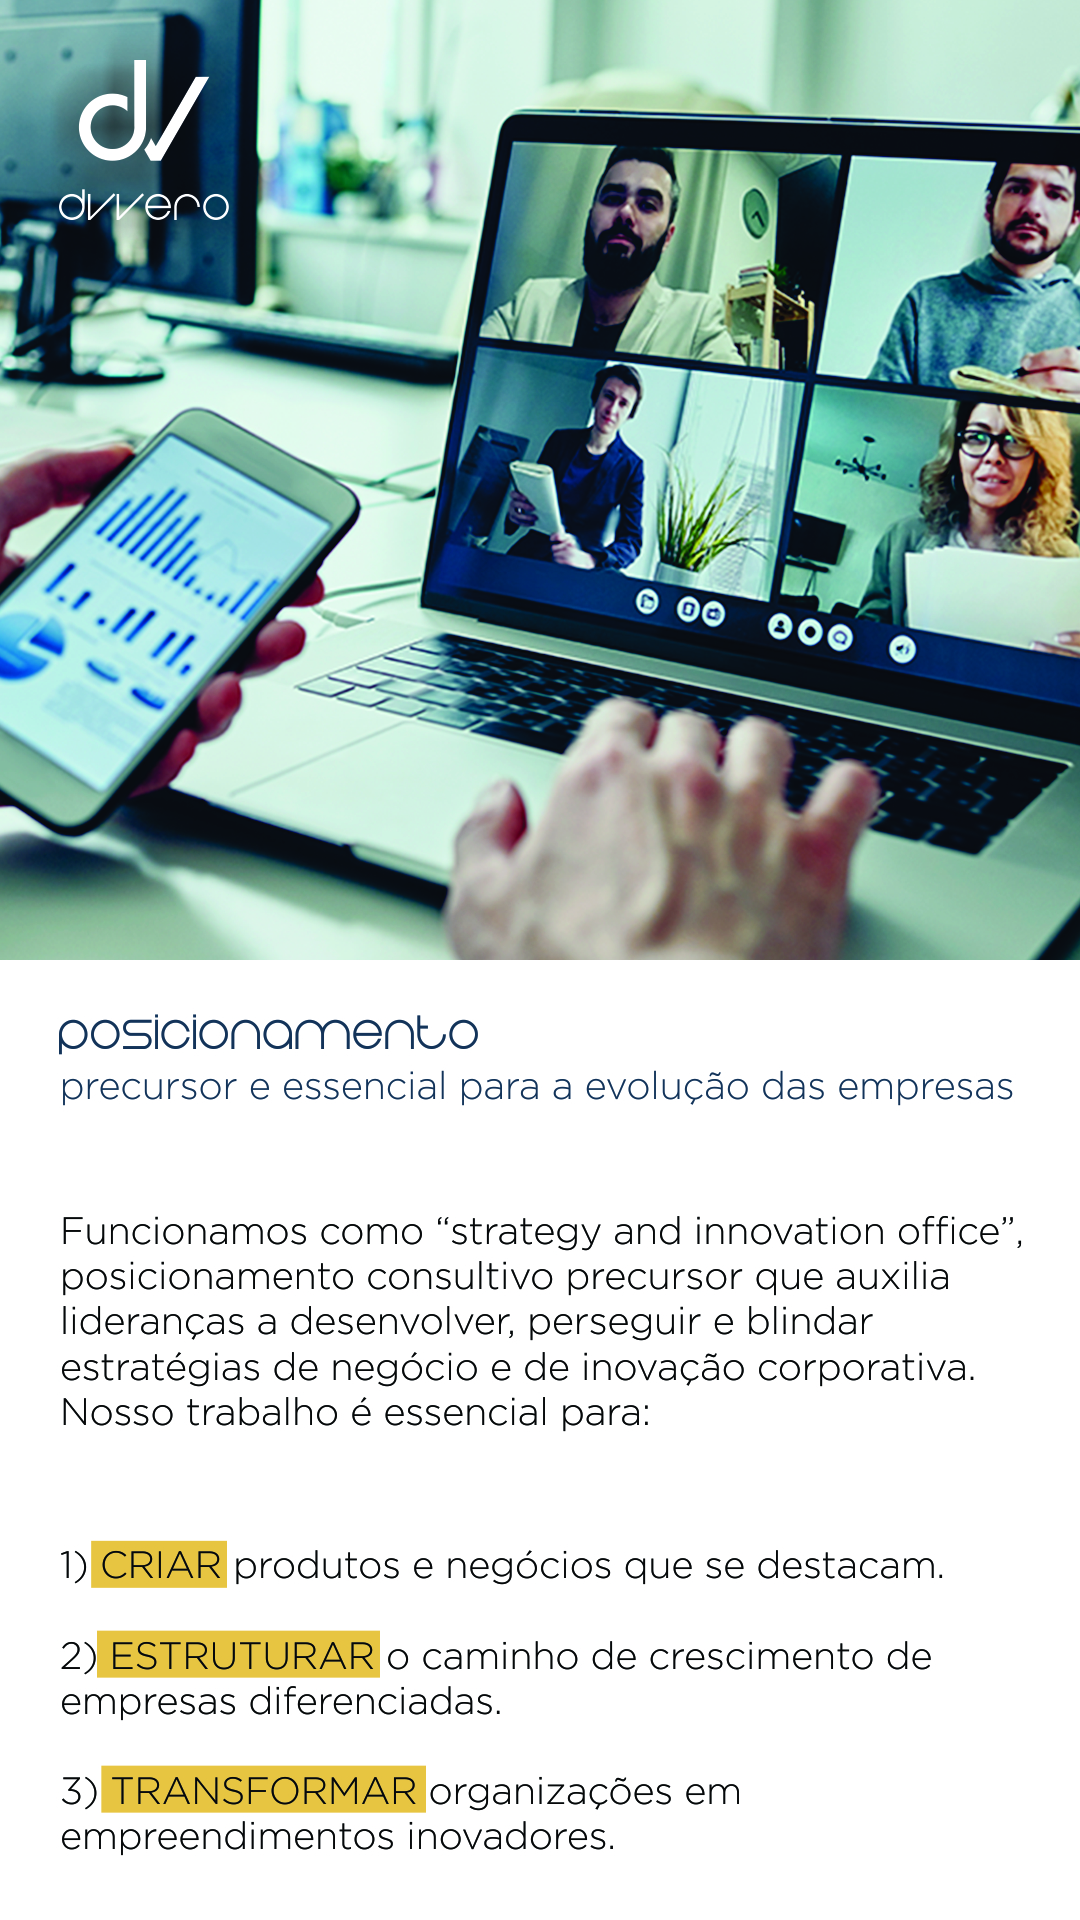 dv
dvvero
posicionamento
precursor e essencial para a evolução das empresas
Funcionamos como “strategy and innovation office”,
posicionamento consultivo precursor que auxilia
lideranças a desenvolver, perseguir e blindar
estratégias de negócio e de inovação corporativa.
Nosso trabalho é essencial para:
1) CRIAR produtos e negócios que se destacam.
2) ESTRUTURAR o caminho de crescimento de
empresas diferenciadas.
3) TRANSFORMAR organizações em
empreendimentos inovadores.